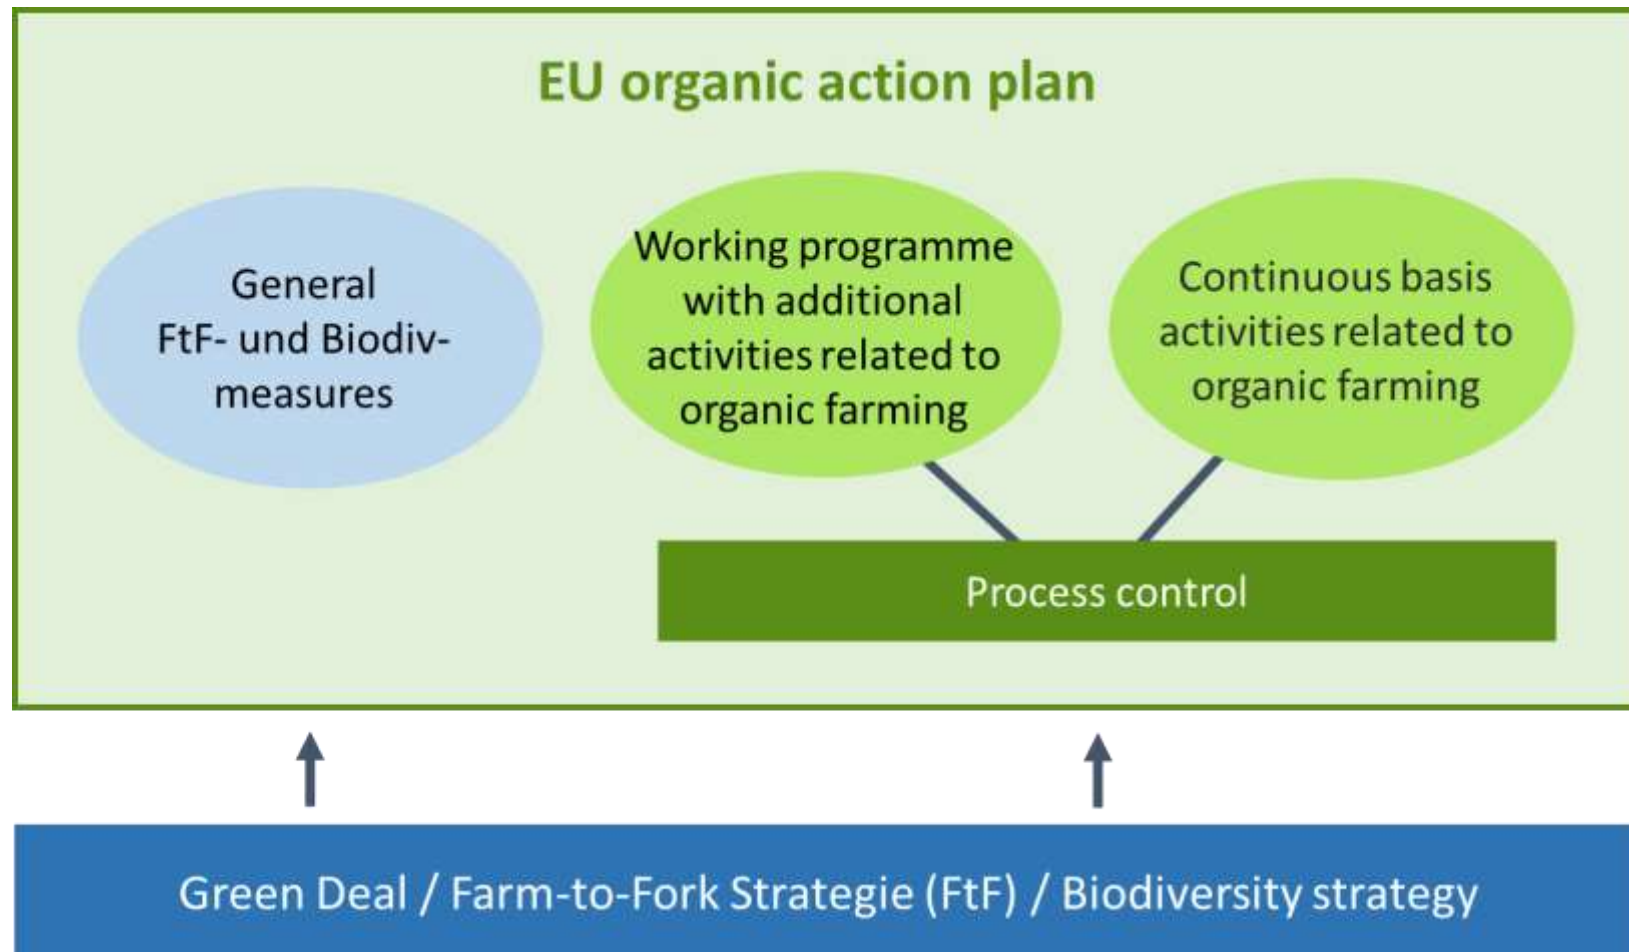 EU organic action plan
General
FtF- und Biodiv-
measures
Working programme
with additional
activities related to
organic farming
Continuous basis
activities related to
organic farming
Process control
Green Deal / Farm-to-Fork Strategie (FtF) / Biodiversity strategy